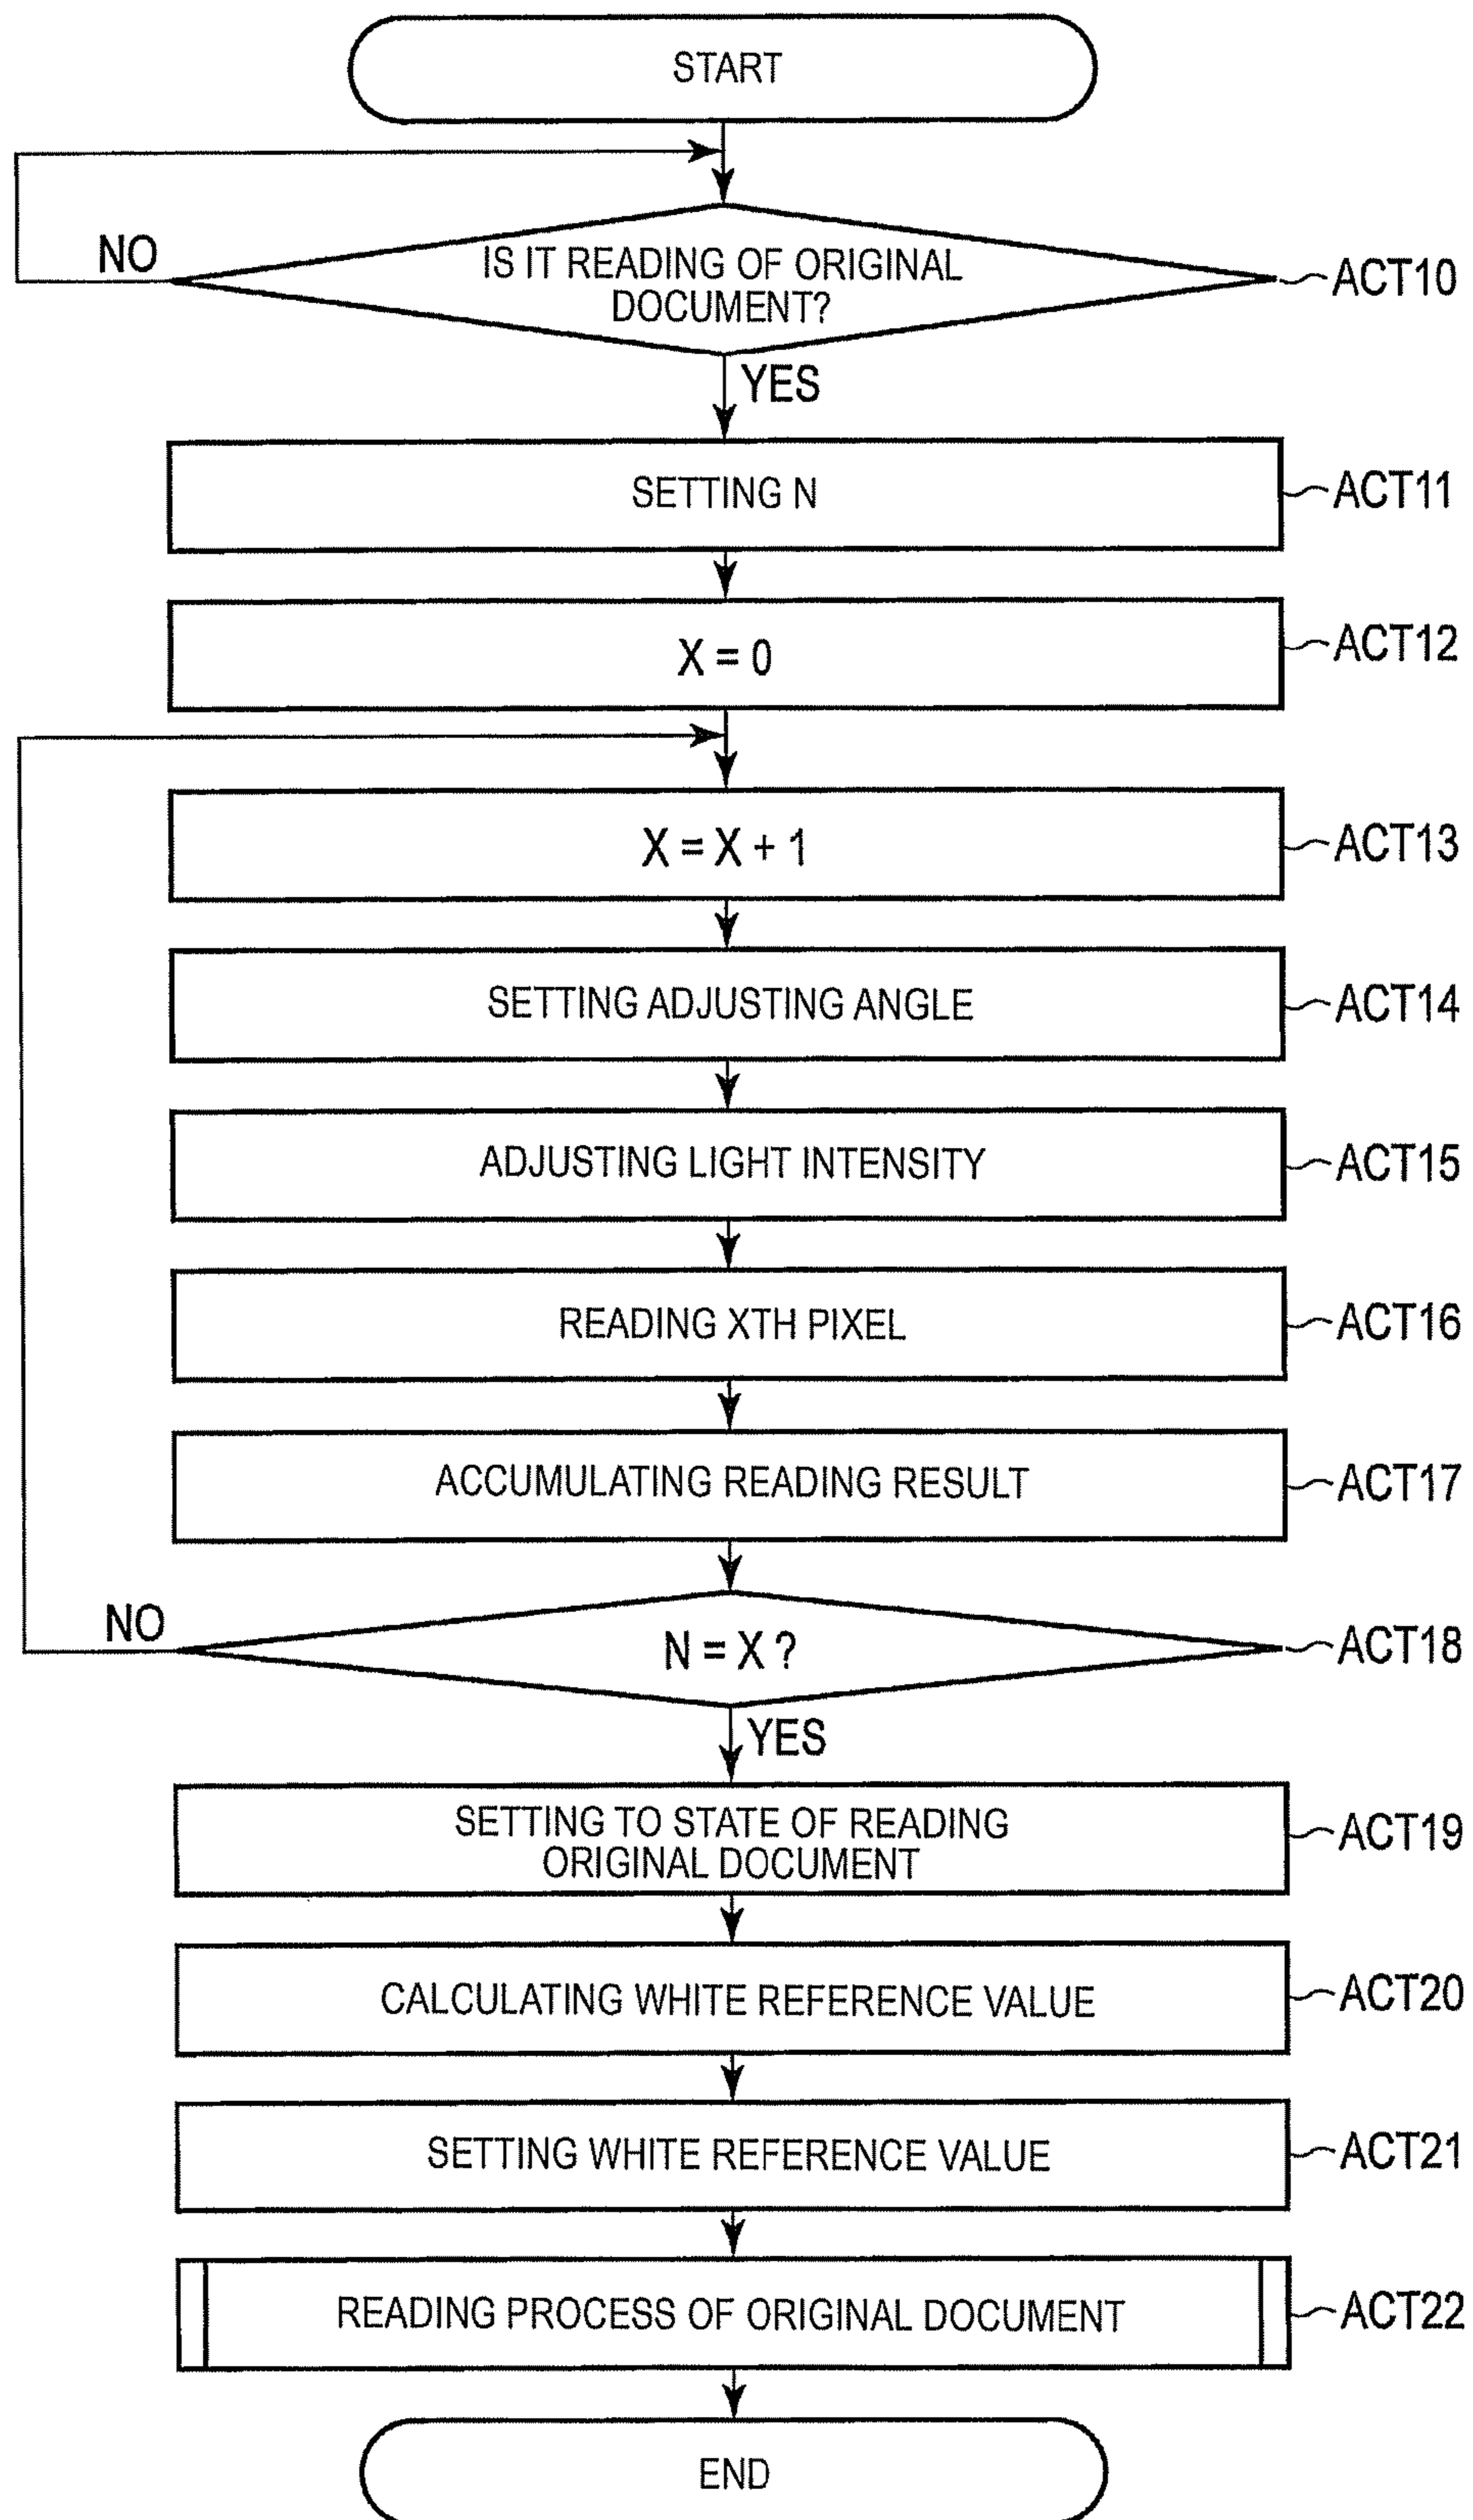 START
NO
IS IT READING OF ORIGINAL
DOCUMENT?
ACT10
YES
SETTING N
ACT11
X = 0
ACT12
X = X + 1
ACT13
SETTING ADJUSTING ANGLE
ACT14
ADJUSTING LIGHT INTENSITY
ACT15
READING XTH PIXEL
ACT16
ACCUMULATING READING RESULT
ACT17
NO
N = X ?
ACT18
YES
SETTING TO STATE OF READING
ORIGINAL DOCUMENT
ACT19
CALCULATING WHITE REFERENCE VALUE
ACT20
SETTING WHITE REFERENCE VALUE
ACT21
READING PROCESS OF ORIGINAL DOCUMENT
ACT22
END